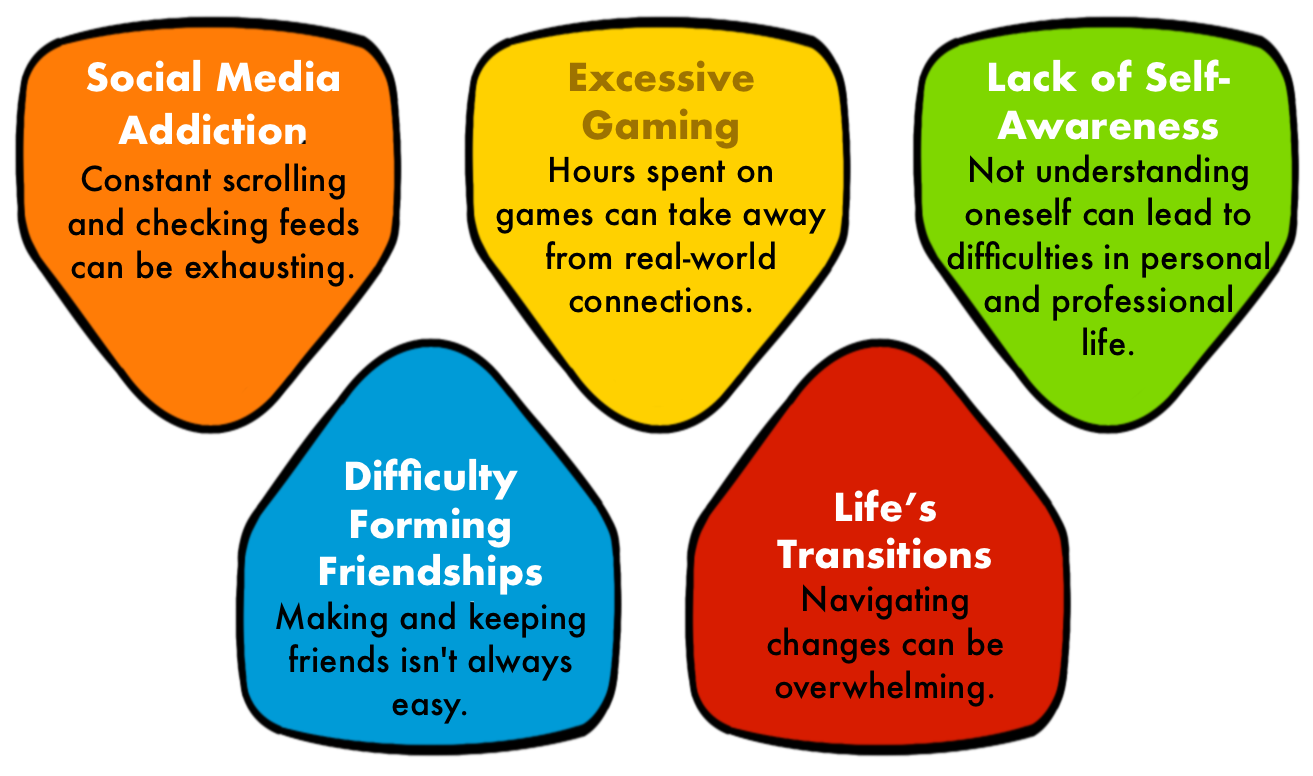 Social Media
Addiction
Constant scrolling
and checking feeds
can be exhausting.
Excessive
Gaming
Hours spent on
games can take away
from real-world
connections.
Lack of Self-
Awareness
Not understanding
oneself can lead to
difficulties in personal
and professional
life.
Difficulty
Forming
Friendships
Making and keeping
friends isn't always
easy.
Life’s
Transitions
Navigating
changes can be
overwhelming.